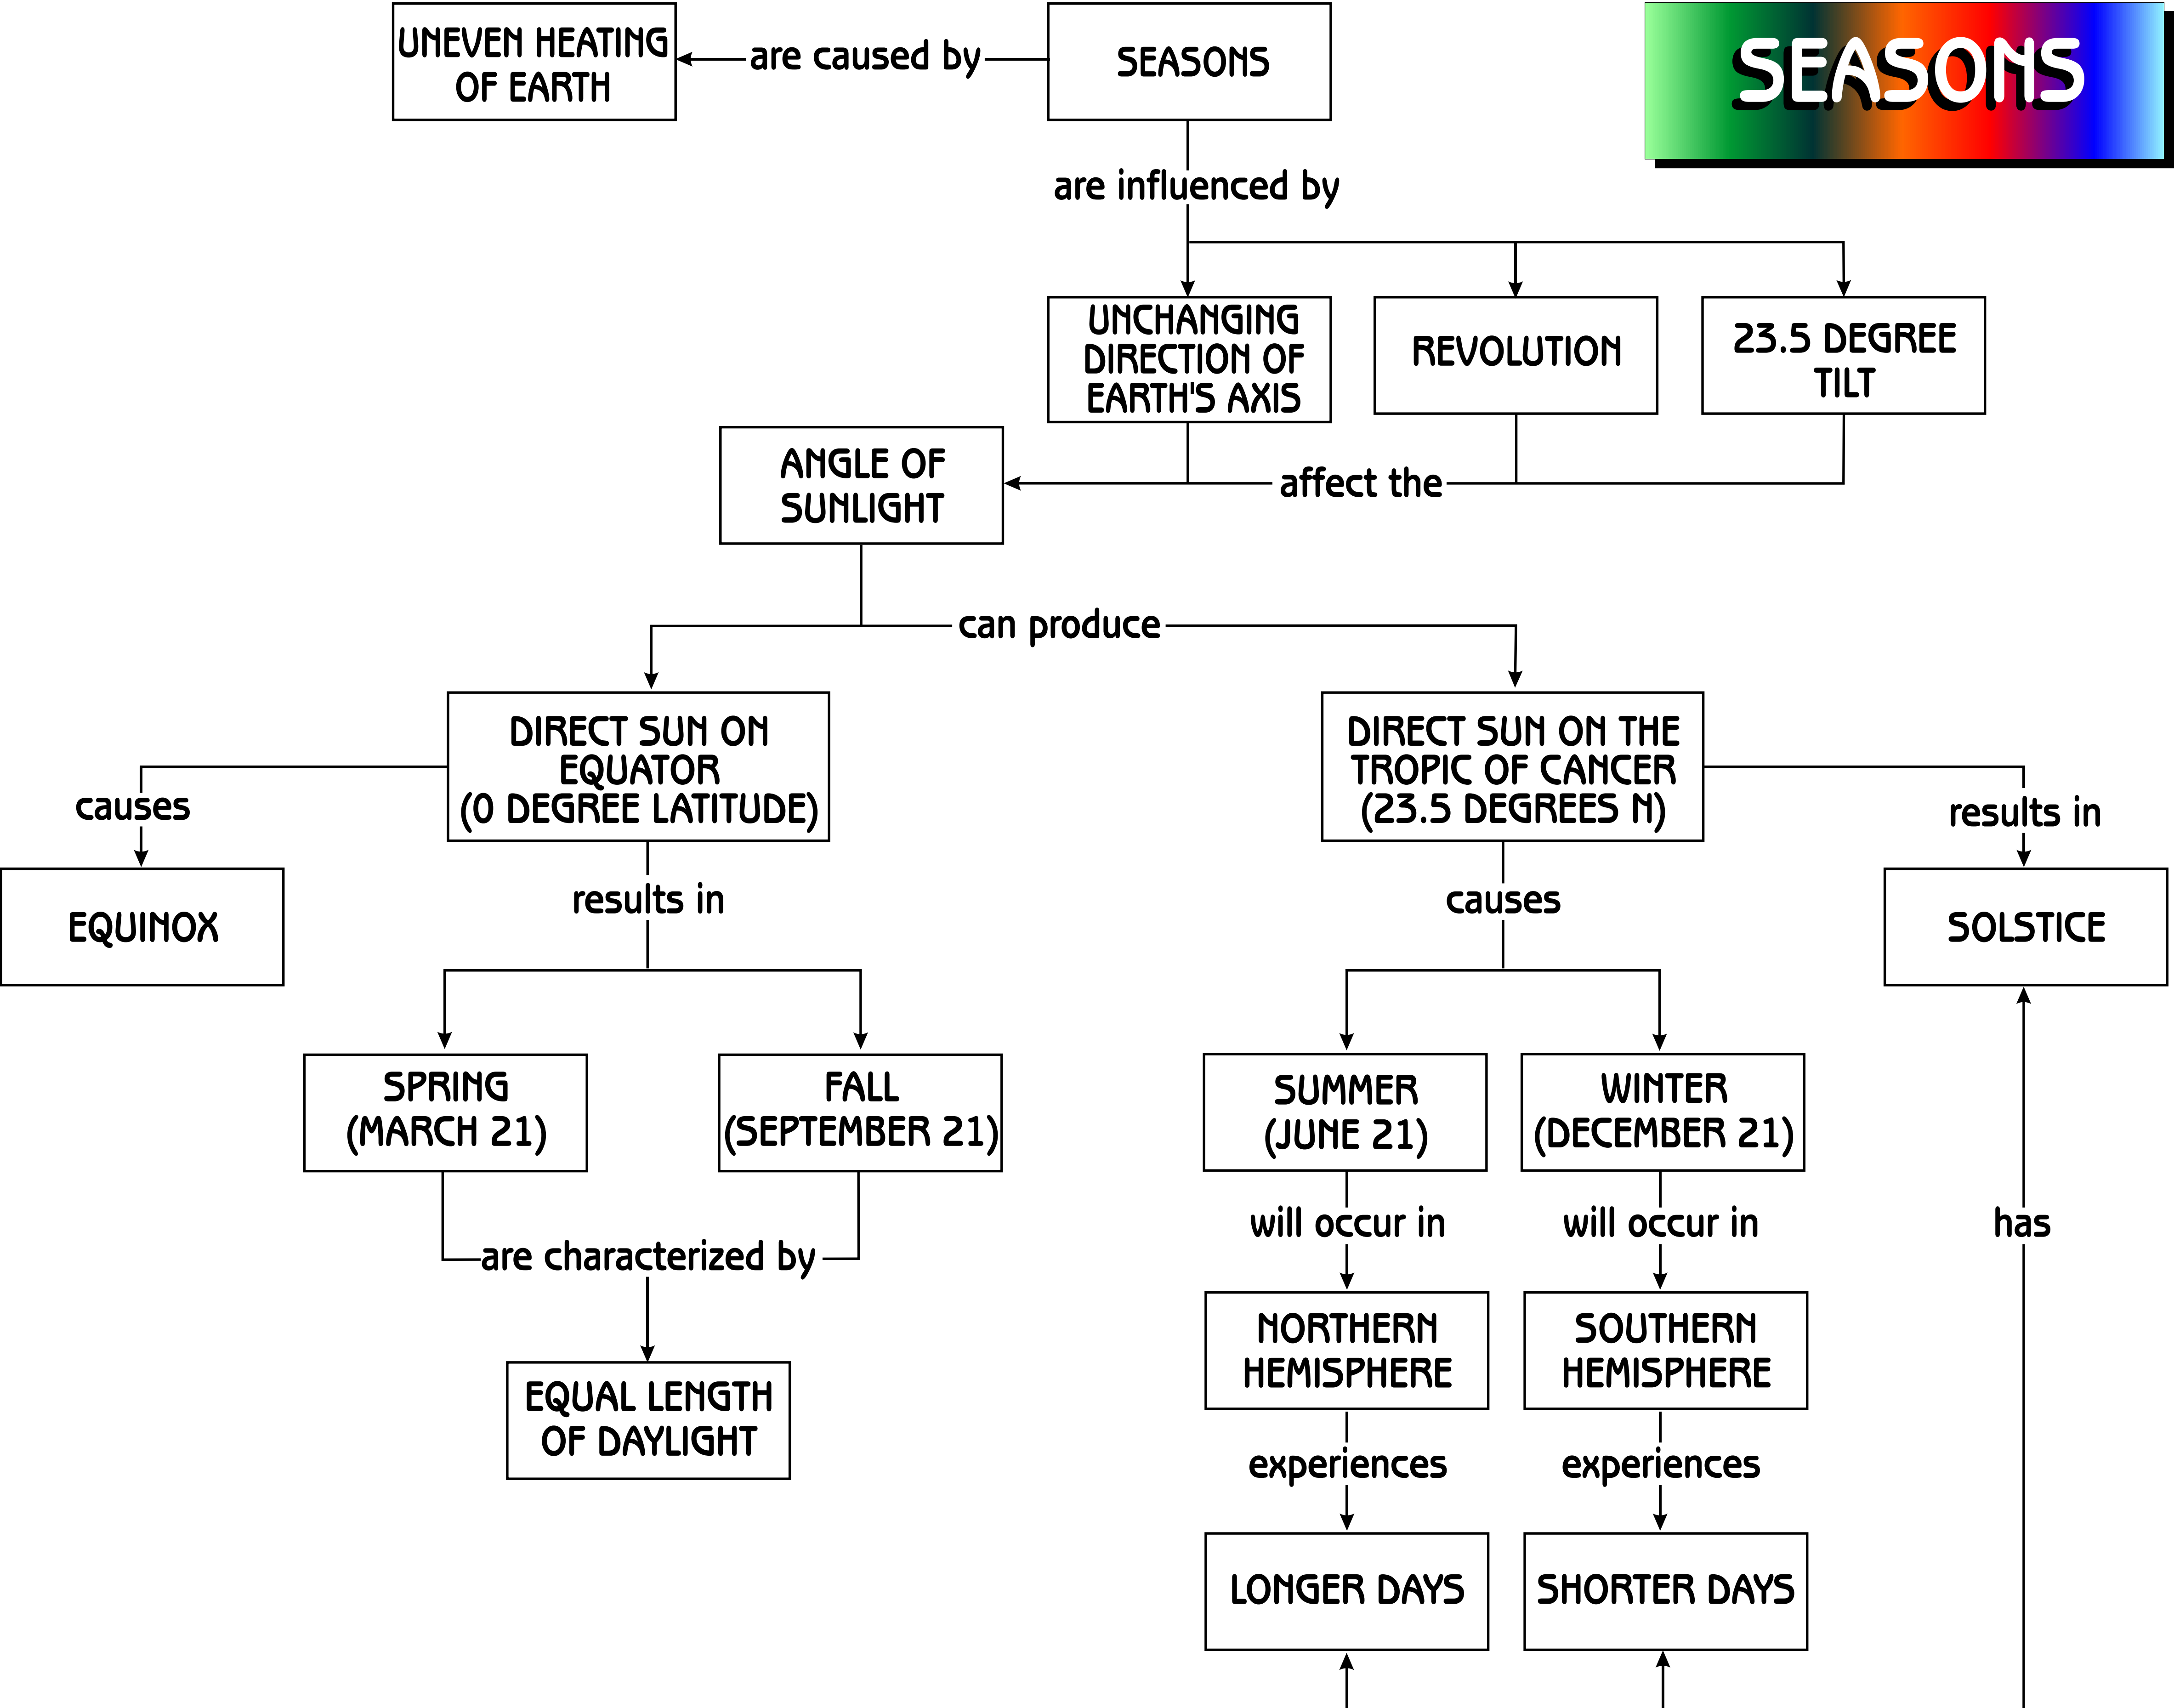 SEASONS
UNEVEN HEATING
OF EARTH
are caused by
SEASONS
are influenced by
UNCHANGING
DIRECTION OF
EARTH'S AXIS
REVOLUTION
23.5 DEGREE
TILT
ANGLE OF
SUNLIGHT
affect the
can produce
DIRECT SUN ON
EQUATOR
(0 DEGREE LATITUDE)
DIRECT SUN ON THE
TROPIC OF CANCER
(23.5 DEGREES N)
causes
results in
EQUINOX
results in
causes
SOLSTICE
SPRING
(MARCH 21)
FALL
(SEPTEMBER 21)
SUMMER
(JUNE 21)
WINTER
(DECEMBER 21)
are characterized by
will occur in
will occur in
has
EQUAL LENGTH
OF DAYLIGHT
NORTHERN
HEMISPHERE
SOUTHERN
HEMISPHERE
experiences
experiences
LONGER DAYS
SHORTER DAYS